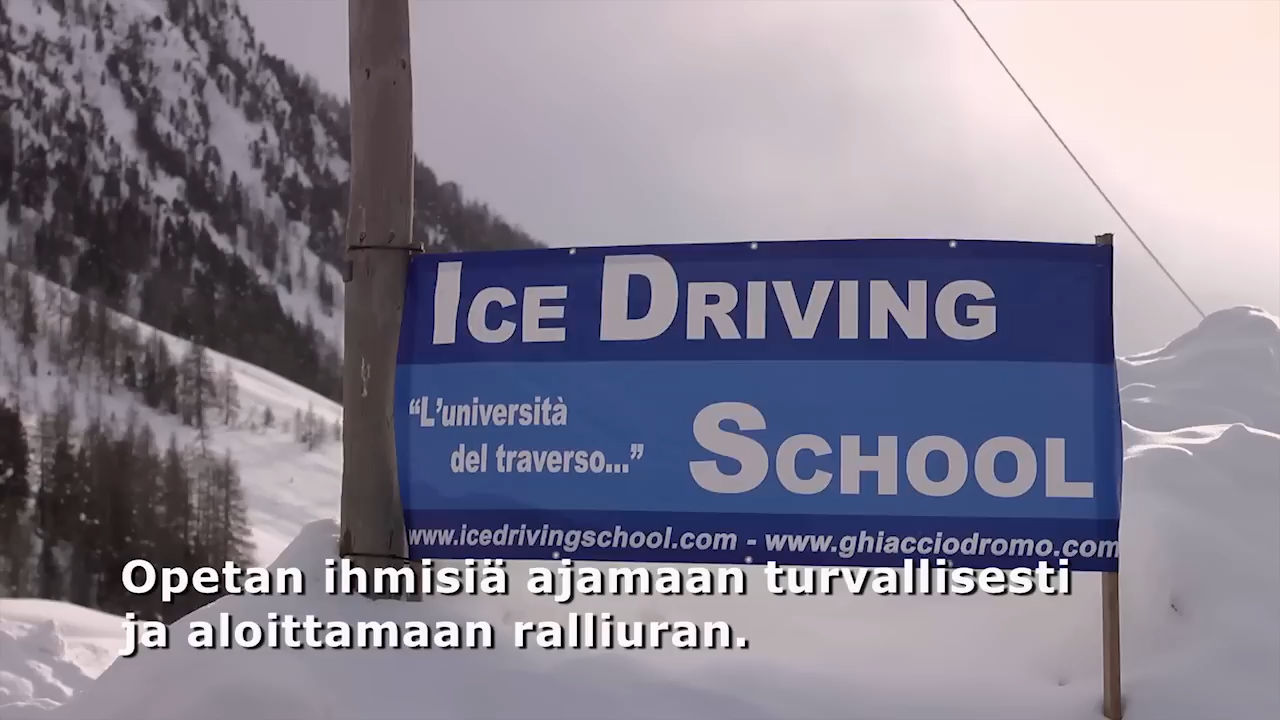 ICE DRIVING
"L'università
del traverso..."
SCHOOL
www.icedrivingschool.com - www.ghiacciodromo.com
Opetan ihmisiä ajamaan turvallisesti
ja aloittamaan ralliuran.